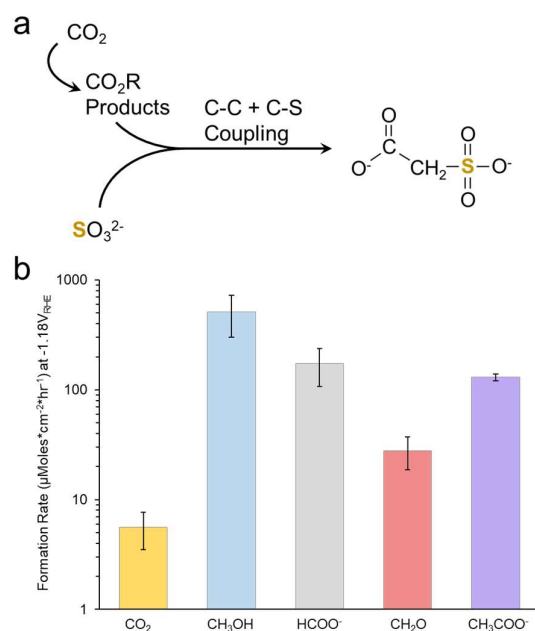 a
CO₂
CO₂R
Products
C-C + C-S
Coupling
SO₃²⁻
O
C
O⁻
CH₂
O
S
O
O⁻
b
Formation Rate (μMoles*cm⁻²*hr⁻¹) at -1.18V_RHE
1000
100
10
1
CO₂ CH₃OH HCOO⁻ CH₂O CH₃COO⁻